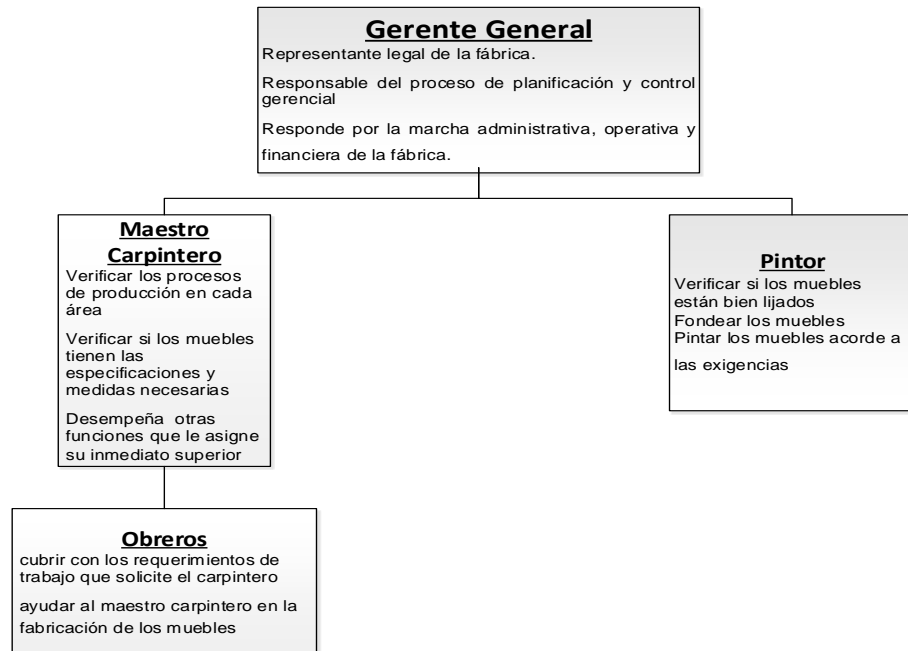 Gerente General
Representante legal de la fábrica.
Responsable del proceso de planificación y control
gerencial
Responde por la marcha administrativa, operativa y
financiera de la fábrica.
Maestro
Carpintero
Verificar los procesos
de producción en cada
área
Verificar si los muebles
tienen las
especificaciones y
medidas necesarias
Desempeña otras
funciones que le asigne
su inmediato superior
Pintor
Verificar si los muebles
están bien lijados
Fondear los muebles
Pintar los muebles acorde a
las exigencias
Obreros
cubrir con los requerimientos de
trabajo que solicite el carpintero
ayudar al maestro carpintero en la
fabricación de los muebles